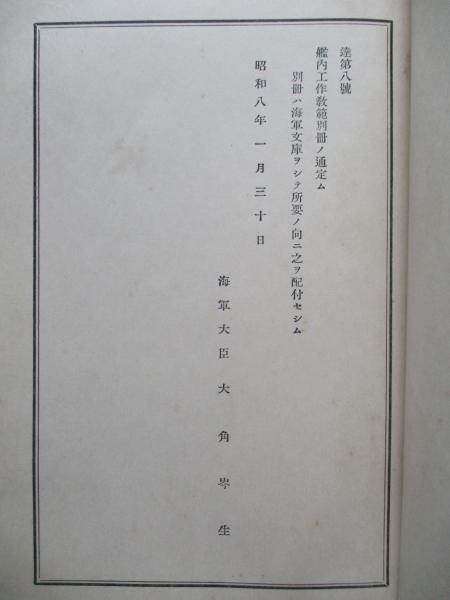 達第八號
艦內工作敎範別冊ノ通定ム
別冊ハ海軍文庫ヲシテ所要ノ向ニ之ヲ配付セシム
昭和八年一月三十日
海軍大臣大角岑生